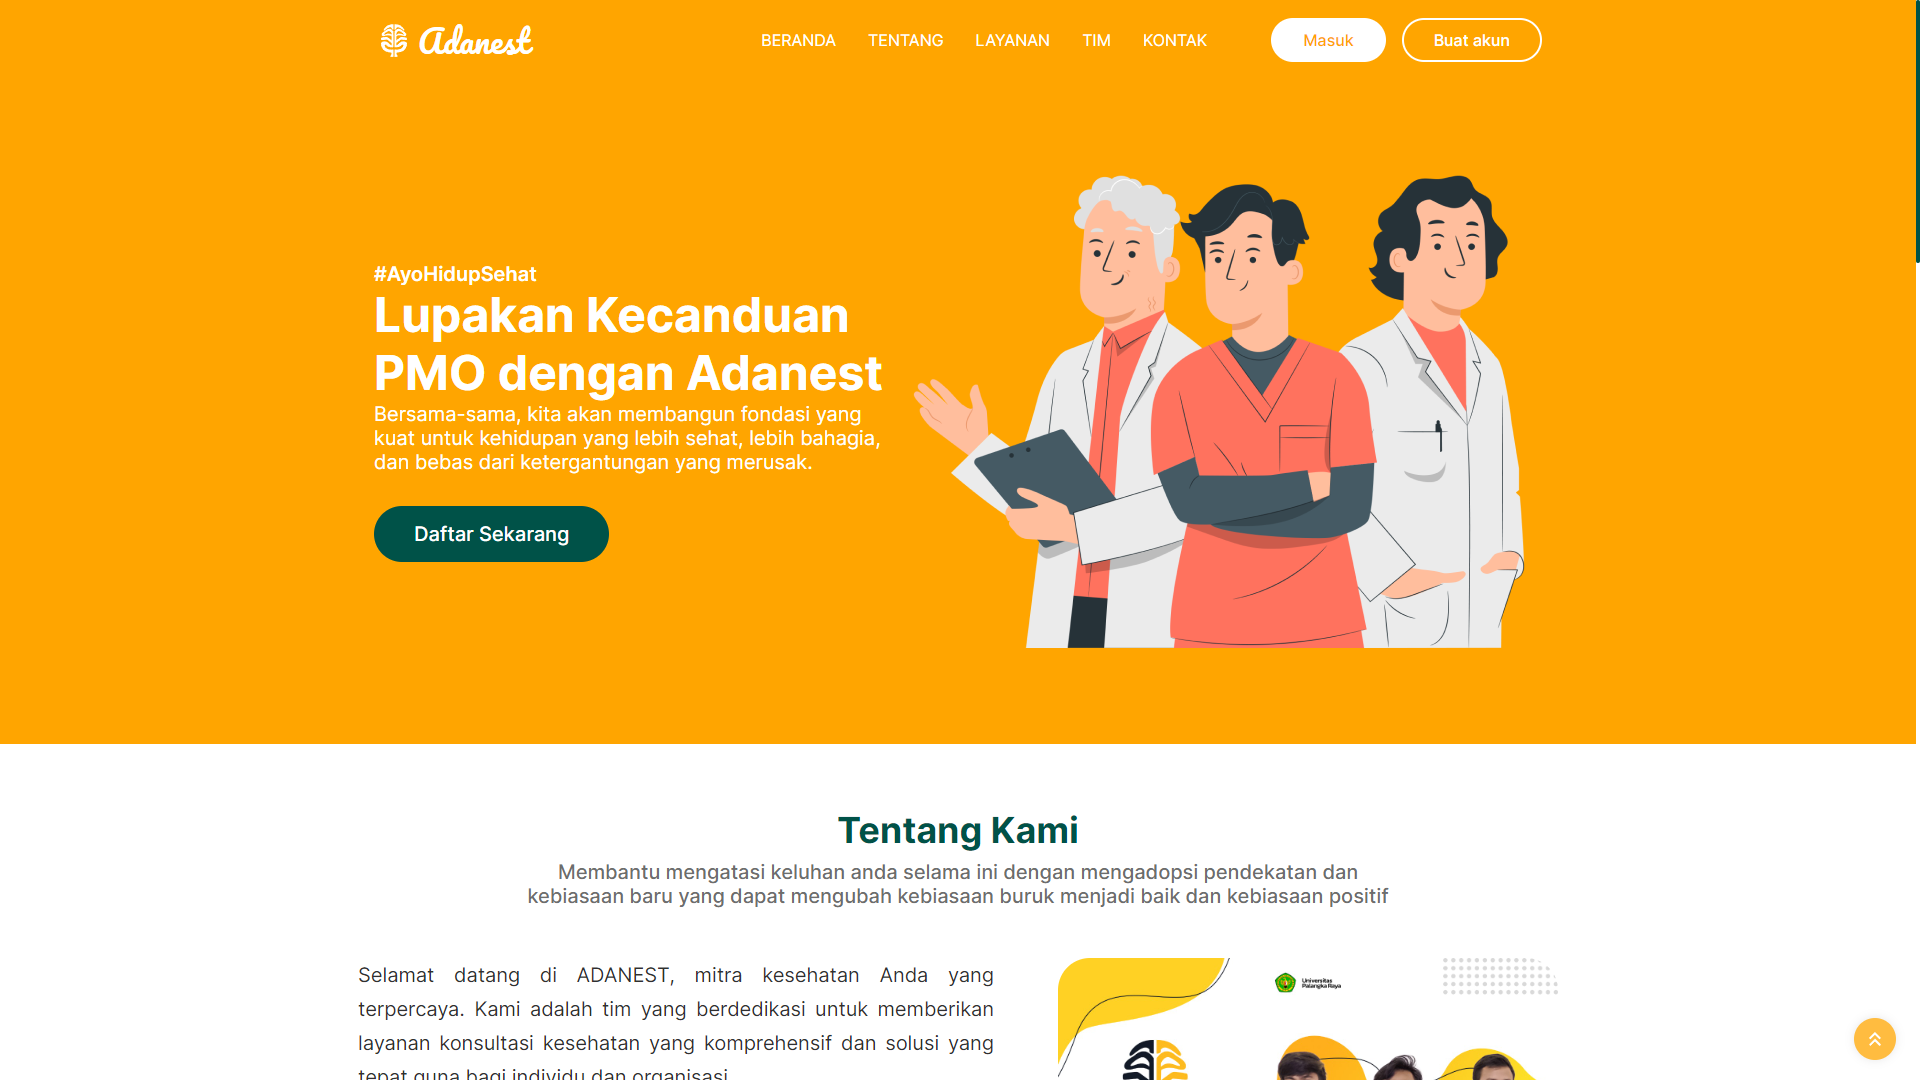 Adanest
BERANDA
TENTANG
LAYANAN
TIM
KONTAK
Masuk
Buat akun
#AyoHidupSehat
Lupakan Kecanduan
PMO dengan Adanest
Bersama-sama, kita akan membangun fondasi yang
kuat untuk kehidupan yang lebih sehat, lebih bahagia,
dan bebas dari ketergantungan yang merusak.
Daftar Sekarang
Tentang Kami
Membantu mengatasi keluhan anda selama ini dengan mengadopsi pendekatan dan
kebiasaan baru yang dapat mengubah kebiasaan buruk menjadi baik dan kebiasaan positif
Selamat datang di ADANEST, mitra kesehatan Anda yang
terpercaya. Kami adalah tim yang berdedikasi untuk memberikan
layanan konsultasi kesehatan yang komprehensif dan solusi yang
tepat guna bagi individu dan organisasi.
Universitas
Palangka Raya